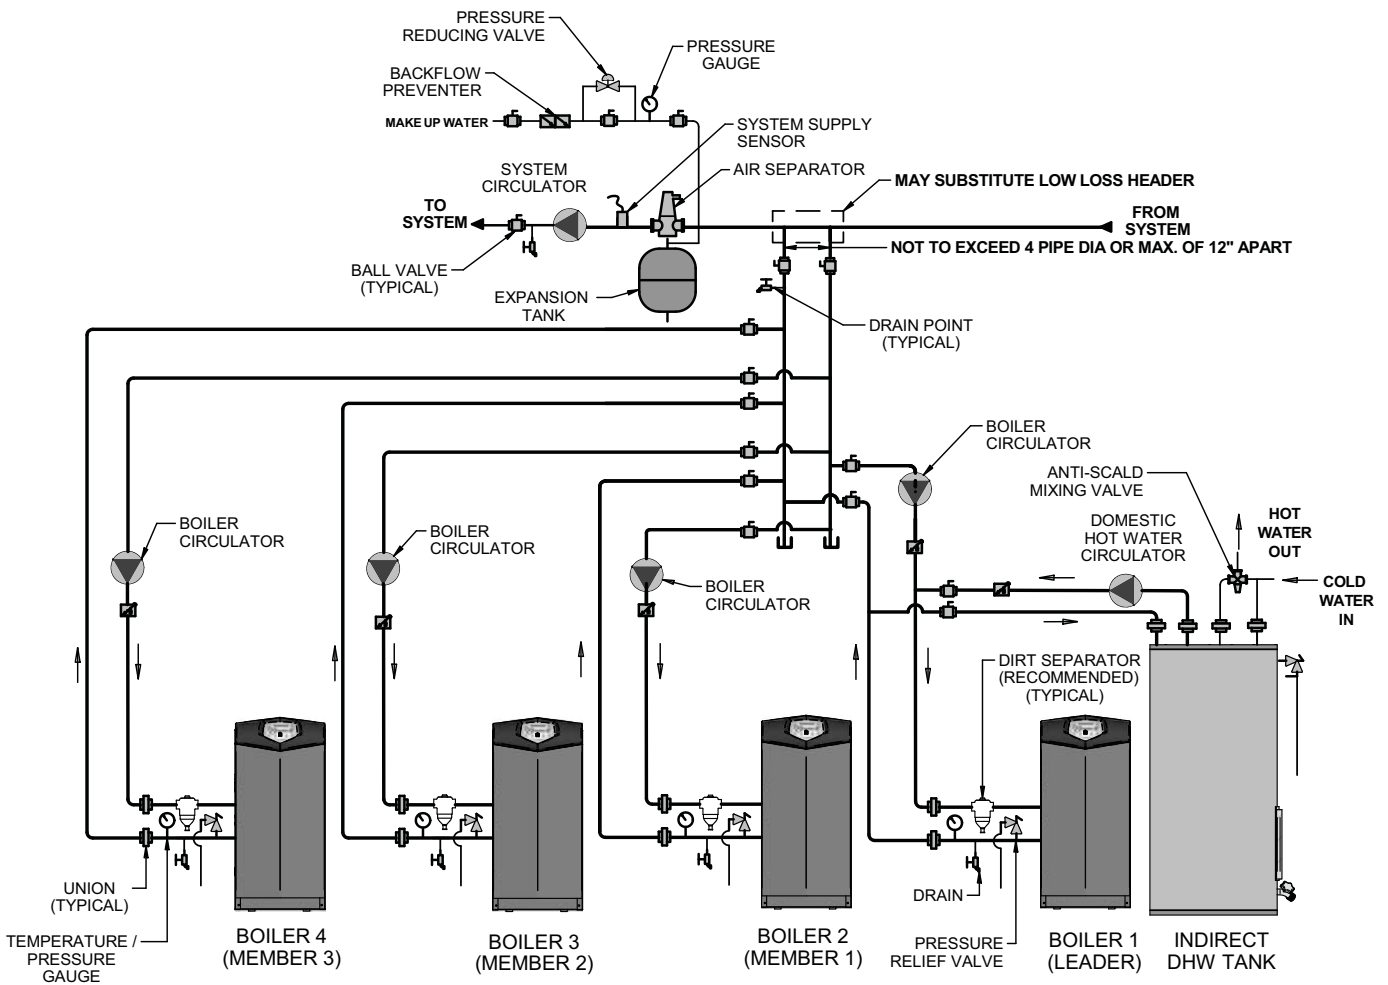 PRESSURE
REDUCING VALVE
PRESSURE
GAUGE
BACKFLOW
PREVENTER
MAKE UP WATER
SYSTEM SUPPLY
SENSOR
SYSTEM
CIRCULATOR
AIR SEPARATOR
MAY SUBSTITUTE LOW LOSS HEADER
TO
SYSTEM
FROM
SYSTEM
NOT TO EXCEED 4 PIPE DIA OR MAX. OF 12" APART
BALL VALVE
(TYPICAL)
EXPANSION
TANK
DRAIN POINT
(TYPICAL)
BOILER
CIRCULATOR
ANTI-SCALD
MIXING VALVE
HOT
WATER
OUT
DOMESTIC
HOT WATER
CIRCULATOR
COLD
WATER
IN
BOILER
CIRCULATOR
BOILER
CIRCULATOR
BOILER
CIRCULATOR
DIRT SEPARATOR
(RECOMMENDED)
(TYPICAL)
UNION
(TYPICAL)
DRAIN
TEMPERATURE /
PRESSURE
GAUGE
BOILER 4
(MEMBER 3)
BOILER 3
(MEMBER 2)
BOILER 2
(MEMBER 1)
PRESSURE
RELIEF VALVE
BOILER 1
(LEADER)
INDIRECT
DHW TANK